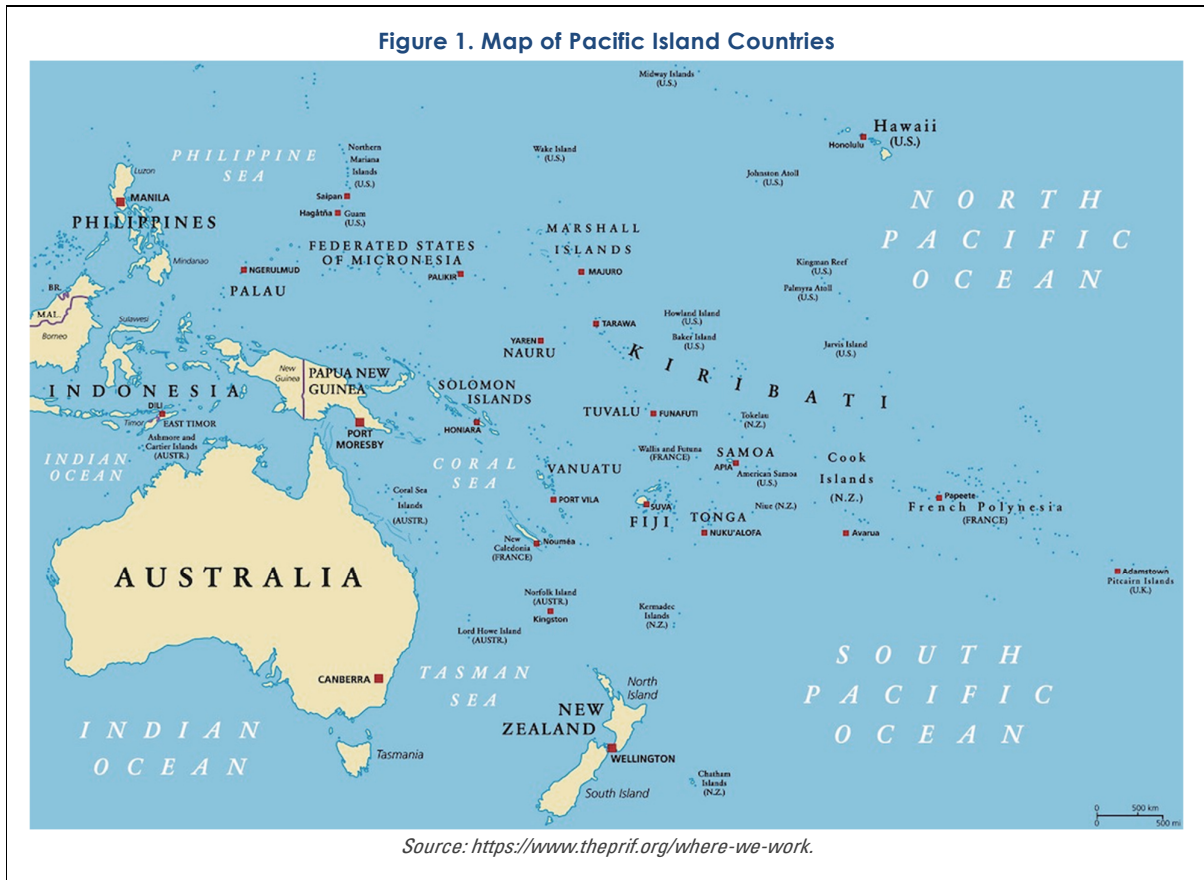 Figure 1. Map of Pacific Island Countries
Midway Islands
(U.S.)
Hawaii
(U.S.)
Honolulu
PHILIPPINE
SEA
Luzon
MANILA
PHILIPPINES
Mindanao
Northern
Mariana
Islands
(U.S.)
Saipan
Hagåtña
Guam
(U.S.)
Wake Island
(U.S.)
Johnston Atoll
(U.S.)
NORTH
PACIFIC
OCEAN
FEDERATED STATES
OF MICRONESIA
PALIKIR
MARSHALL
ISLANDS
MAJURO
NGERULMUD
PALAU
Kingman Reef
(U.S.)
Palmyra Atoll
(U.S.)
BR.
MAL.
Borneo
Sulawesi
Howland Island
(U.S.)
Baker Island
(U.S.)
Jarvis Island
(U.S.)
TARAWA
YAREN
NAURU
KIRIBATI
INDONESIA
New
Guinea
PAPUA NEW
GUINEA
SOLOMON
ISLANDS
HONIARA
TUVALU
FUNAFUTI
Tokelau
(N.Z.)
DILI
EAST TIMOR
Timor
Ashmore and
Cartier Islands
(AUSTR.)
PORT
MORESBY
INDIAN
OCEAN
CORAL
SEA
Coral Sea
Islands
(AUSTR.)
VANUATU
PORT VILA
Wallis and Futuna
(FRANCE)
SAMOA
APIA
American Samoa
(U.S.)
Cook
Islands
(N.Z.)
Niue (N.Z.)
SUVA
FIJI
TONGA
NUKU'ALOFA
Avarua
Papeete
French Polynesia
(FRANCE)
New
Caledonia
(FRANCE)
Nouméa
Adamstown
Pitcairn Islands
(U.K.)
AUSTRALIA
Norfolk Island
(AUSTR.)
Kingston
Kermadec
Islands
(N.Z.)
Lord Howe Island
(AUSTR.)
CANBERRA
TASMAN
SEA
SOUTH
PACIFIC
OCEAN
North
Island
NEW
ZEALAND
WELLINGTON
INDIAN
OCEAN
Tasmania
South Island
Chatham
Islands
(N.Z.)
0 500 km
0 500 mi
Source: https://www.theprif.org/where-we-work.